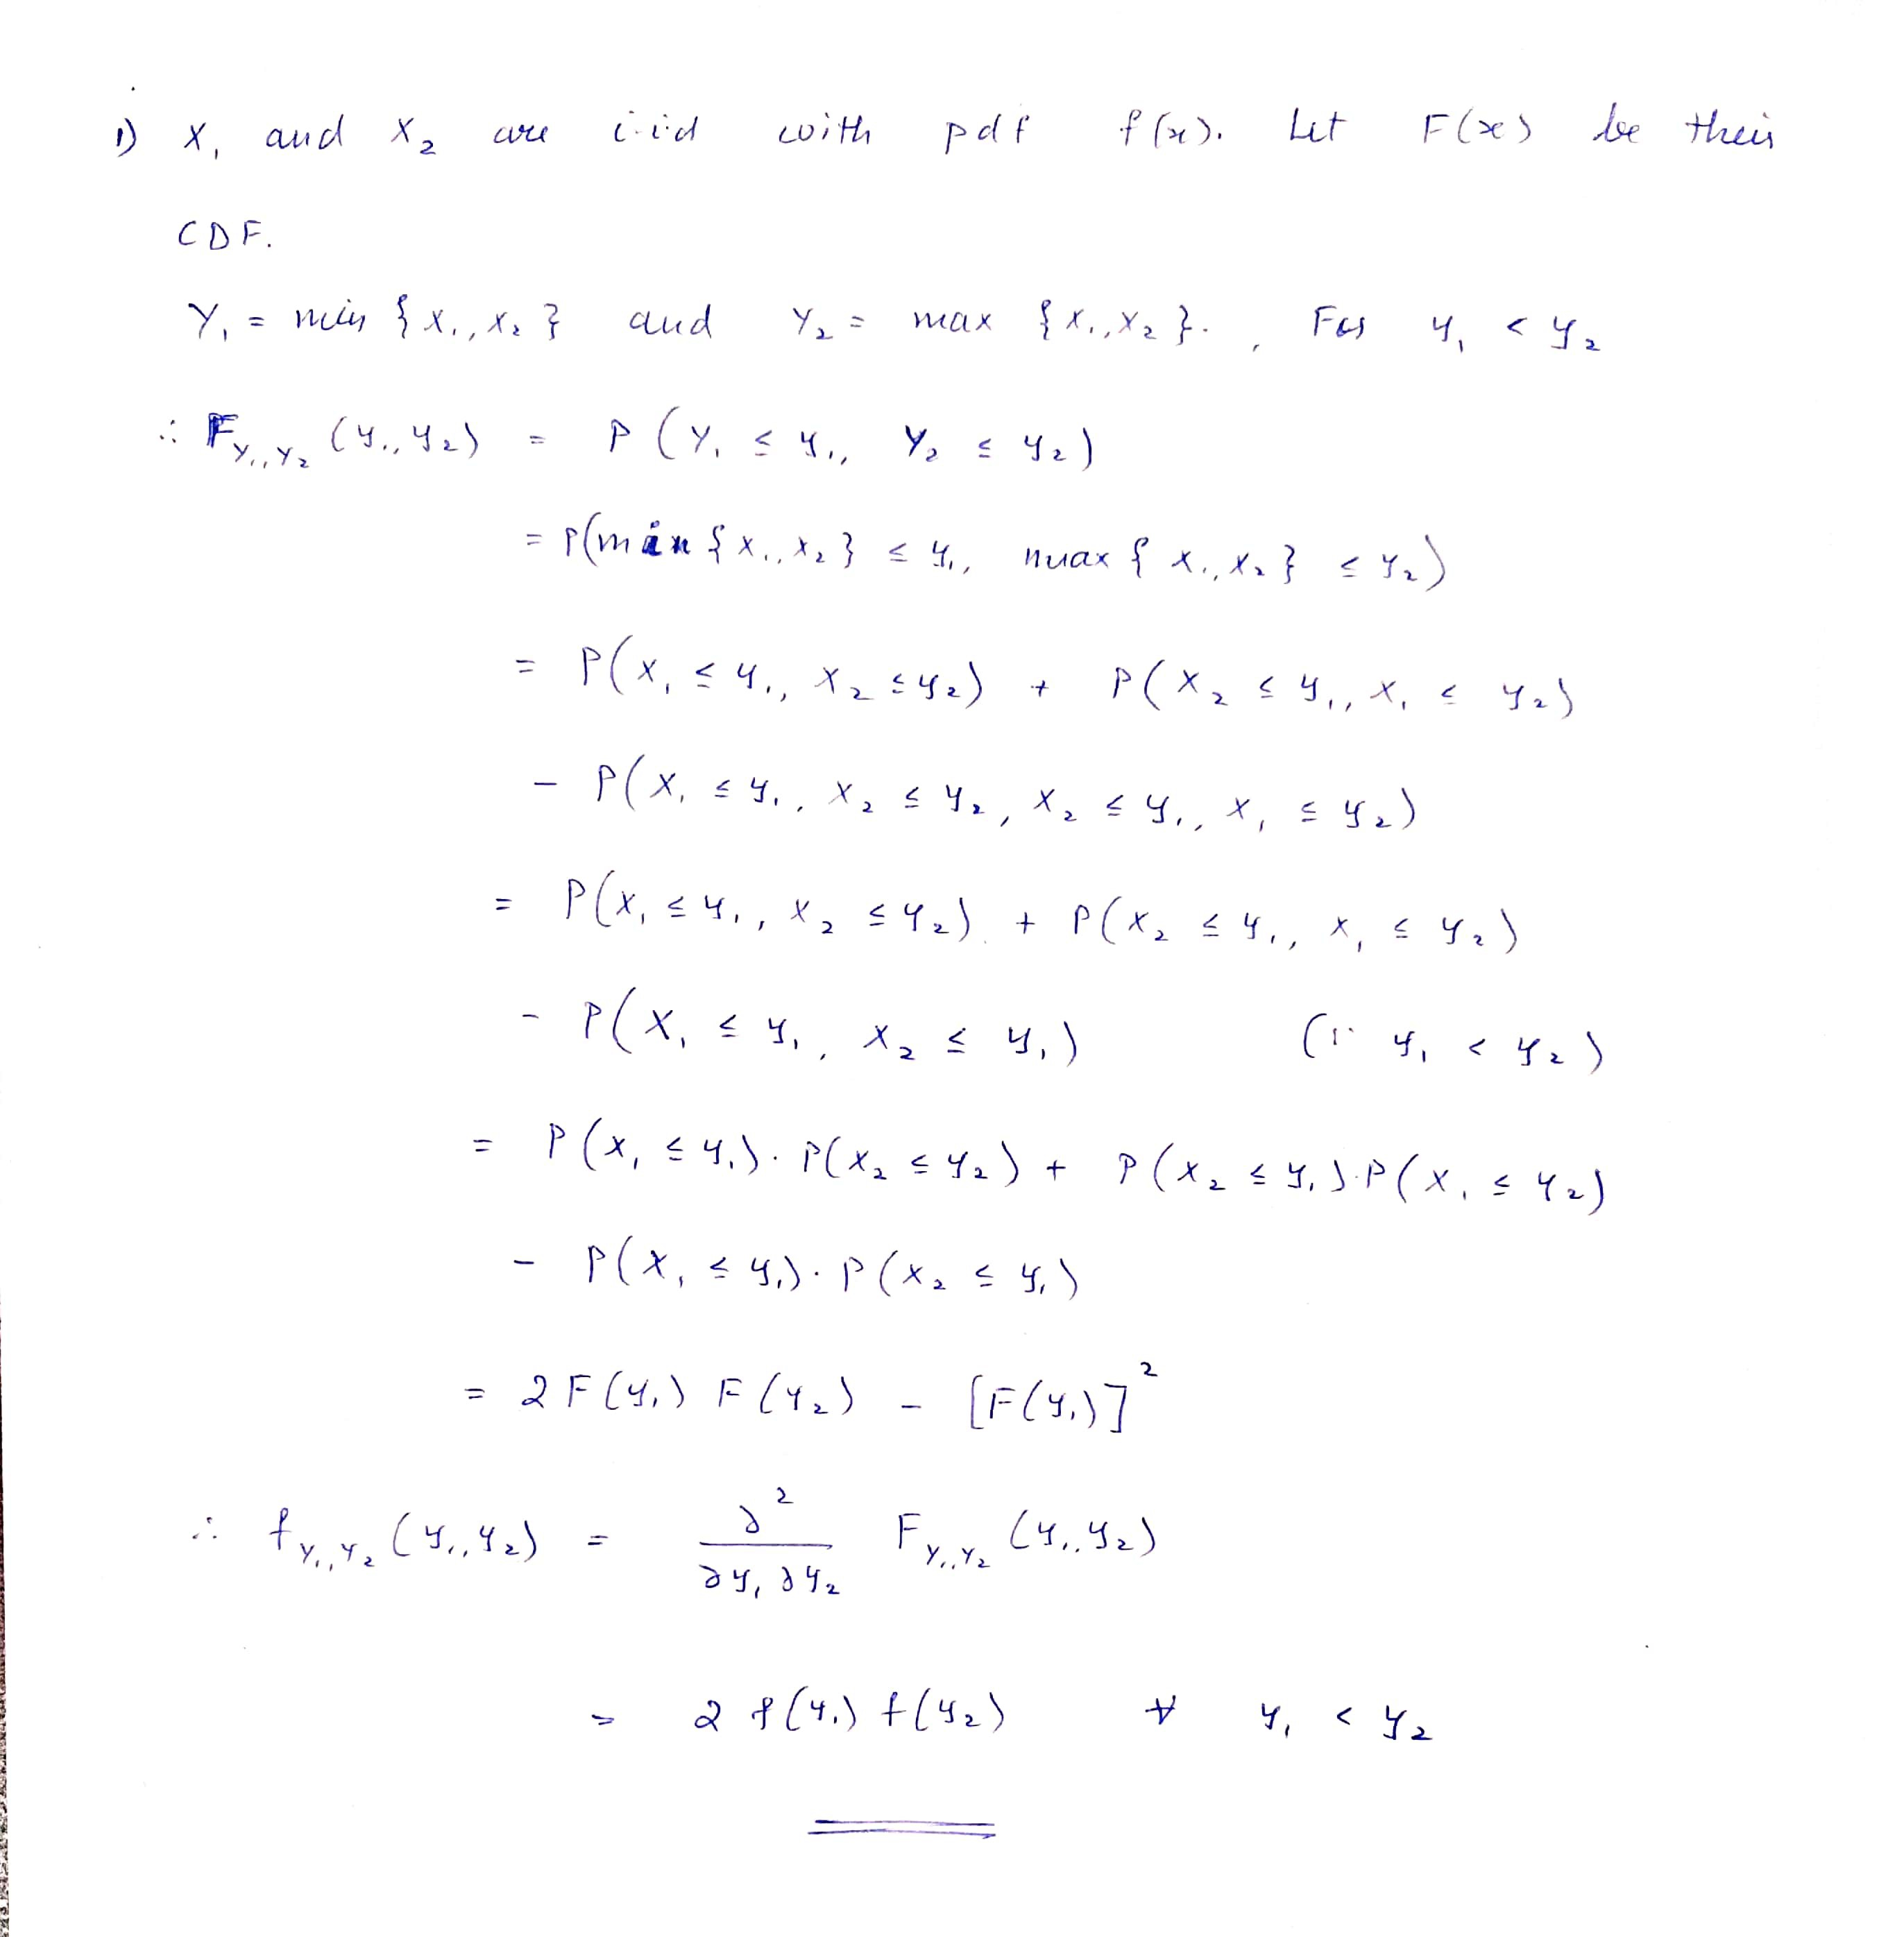 1) X₁ and X₂ are i.i.d with pdf f(x). Let F(x) be their
CDF.
Y₁ = min {X₁, X₂} and Y₂ = max {X₁, X₂}. , For y₁ < y₂
∴ F_{Y₁,Y₂} (y₁, y₂) = P (Y₁ ≤ y₁, Y₂ ≤ y₂)
= P(min {X₁, X₂} ≤ y₁, max {X₁, X₂} ≤ y₂)
= P(X₁ ≤ y₁, X₂ ≤ y₂) + P(X₂ ≤ y₁, X₁ ≤ y₂)
- P(X₁ ≤ y₁, X₂ ≤ y₂, X₂ ≤ y₁, X₁ ≤ y₂)
= P(X₁ ≤ y₁, X₂ ≤ y₂) + P(X₂ ≤ y₁, X₁ ≤ y₂)
- P(X₁ ≤ y₁, X₂ ≤ y₁) (∵ y₁ < y₂)
= P(X₁ ≤ y₁) · P(X₂ ≤ y₂) + P(X₂ ≤ y₁) · P(X₁ ≤ y₂)
- P(X₁ ≤ y₁) · P(X₂ ≤ y₁)
= 2F(y₁) F(y₂) - [F(y₁)]²
∴ f_{Y₁,Y₂} (y₁, y₂) = ∂²/∂y₁∂y₂ F_{Y₁,Y₂} (y₁, y₂)
= 2 f(y₁) f(y₂) ∀ y₁ < y₂